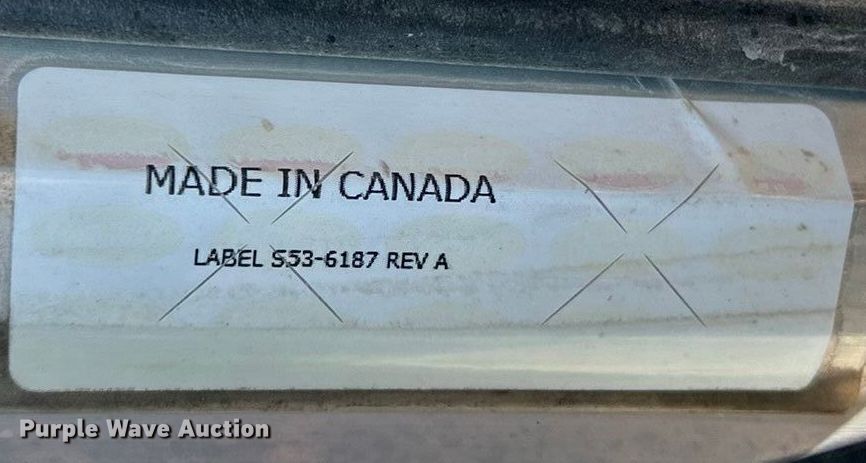 MADE IN CANADA
LABEL S53-6187 REV A
Purple Wave Auction